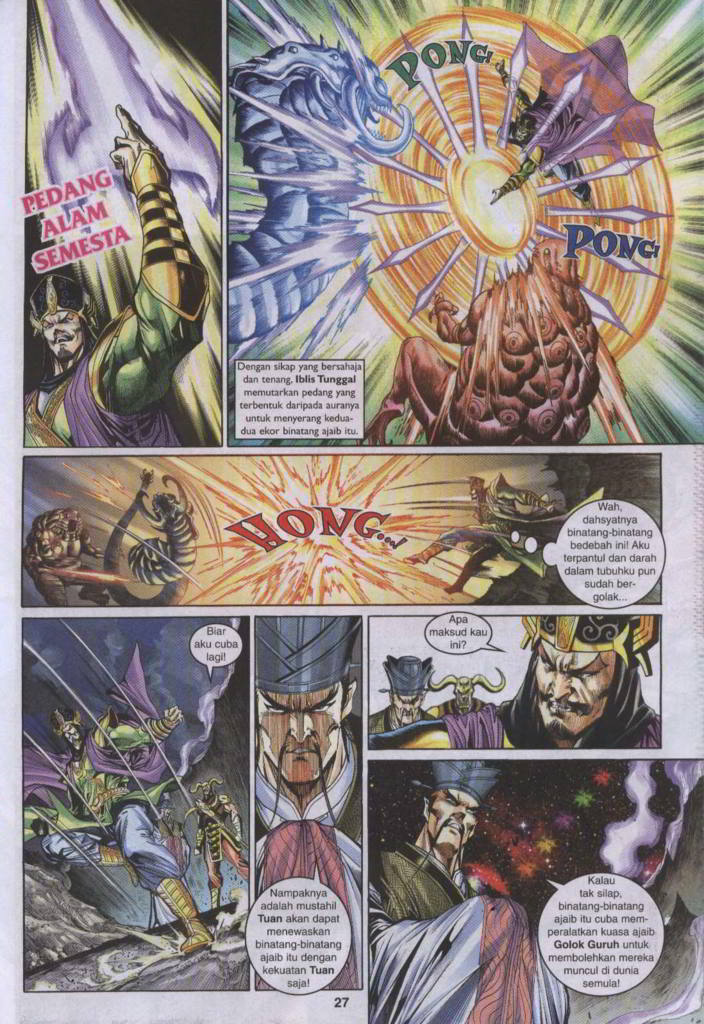 PEDANG
ALAM
SEMESTA
PONG!
PONG!
Dengan sikap yang bersahaja
dan tenang, Iblis Tunggal
memutarkan pedang yang
terbentuk daripada auranya
untuk menyerang kedua-
dua ekor binatang ajaib itu.
HONG...!
Wah,
dahsyatnya
binatang-binatang
bedebah ini! Aku
terpantul dan darah
dalam tubuhku pun
sudah ber-
golak...
Biar
aku cuba
lagi!
Nampaknya
adalah mustahil
Tuan akan dapat
menewaskan
binatang-binatang
ajaib itu dengan
kekuatan Tuan
saja!
Apa
maksud kau
ini?
Kalau
tak silap,
binatang-binatang
ajaib itu cuba mem-
peralatkan kuasa ajaib
Golok Guruh untuk
membolehkan mereka
muncul di dunia
semula!
27